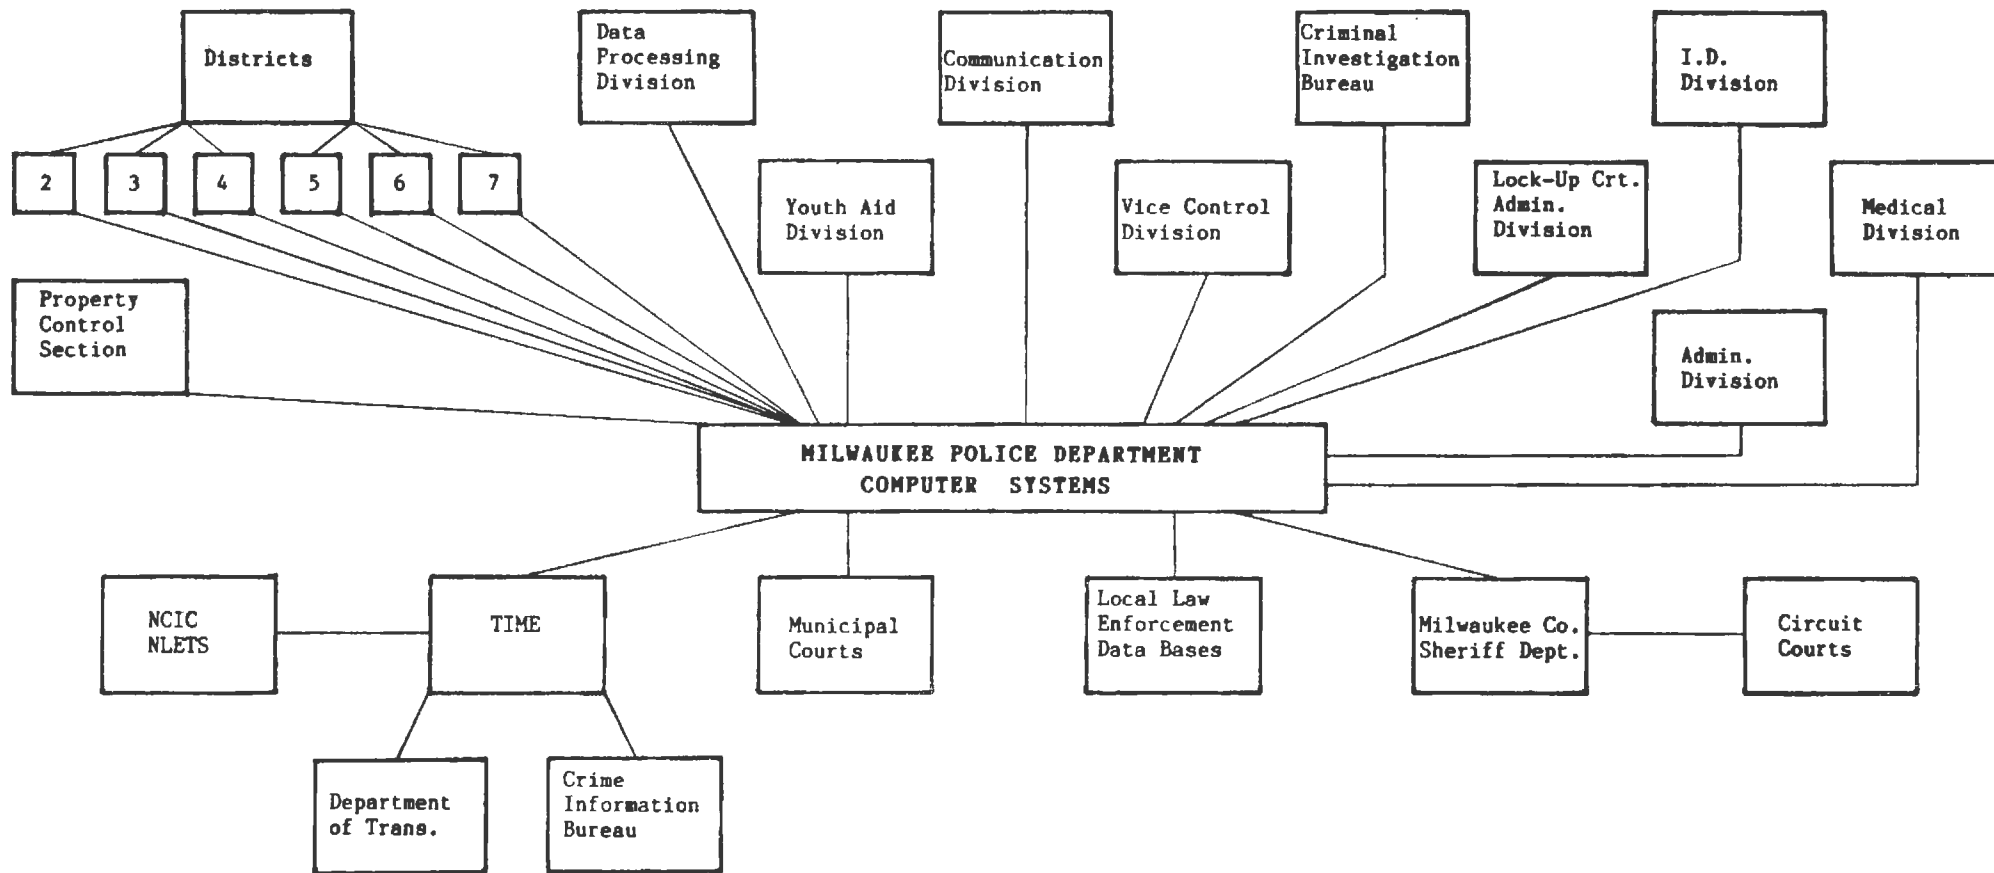 Districts
Data
Processing
Division
Communication
Division
Criminal
Investigation
Bureau
I.D.
Division
2
3
4
5
6
7
Youth Aid
Division
Vice Control
Division
Lock-Up Crt.
Admin.
Division
Medical
Division
Property
Control
Section
Admin.
Division
MILWAUKEE POLICE DEPARTMENT
COMPUTER SYSTEMS
NCIC
NLETS
TIME
Municipal
Courts
Local Law
Enforcement
Data Bases
Milwaukee Co.
Sheriff Dept.
Circuit
Courts
Department
of Trans.
Crime
Information
Bureau